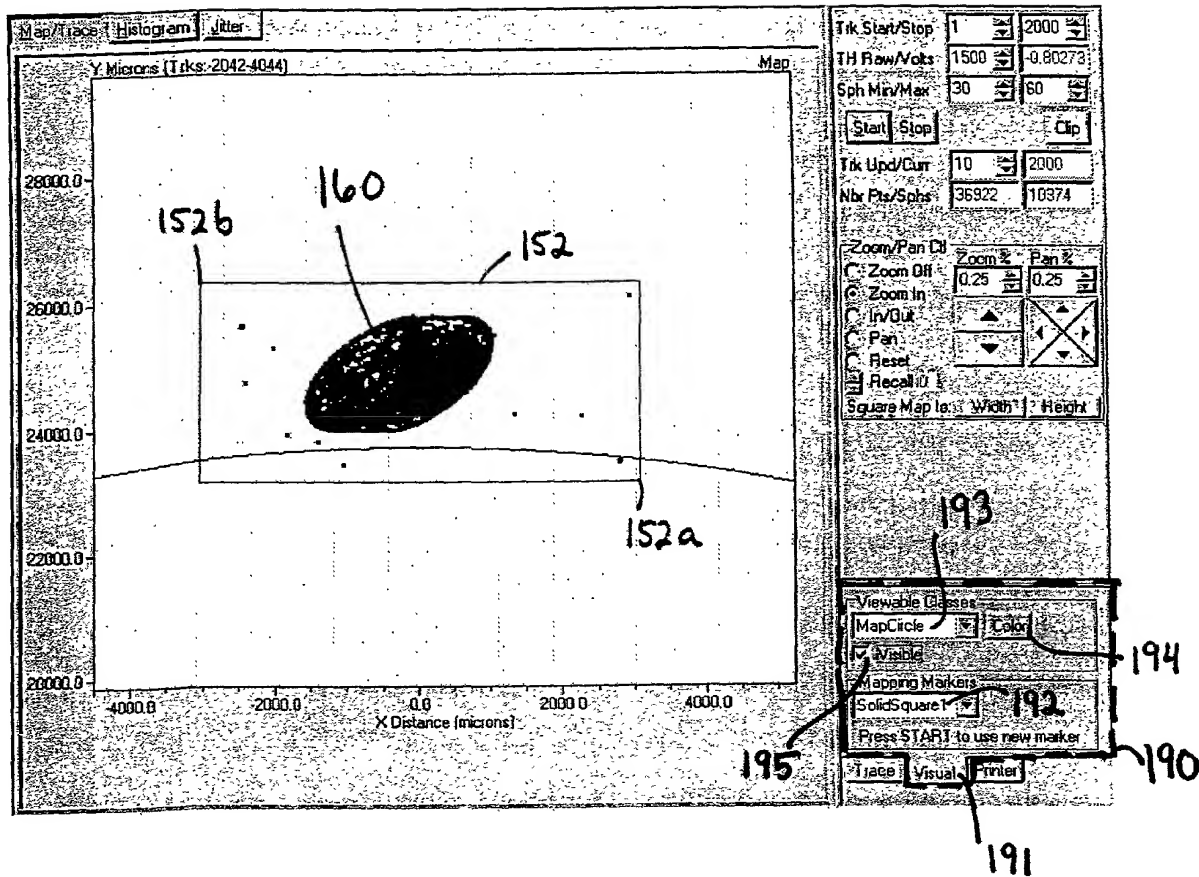 Map/Trace Histogram Jitter
Y Microns (Trks:-2042-4044) Map
28000.0
26000.0
24000.0
22000.0
20000.0
4000.0 -2000.0 0.0 2000.0 4000.0
X Distance (microns)
160
152b
152
152a
Trk Start/Stop 1 2000
TH Raw/Volts 1500 -0.80273
Sph Min/Max 30 60
Start Stop Clip
Trk Upd/Curr 10 2000
Nbr Pts/Sphs 36922 10374
Zoom/Pan Ctl Zoom % Pan %
Zoom Off 0.25 0.25
Zoom In
In/Out
Pan
Reset
Recall
Square Map to: Width Height
193
Viewable Classes
MapCircle Color
Visible
194
Mapping Markers
SolidSquare1 192
Press START to use new marker
195
190
Trace Visual Printer
191